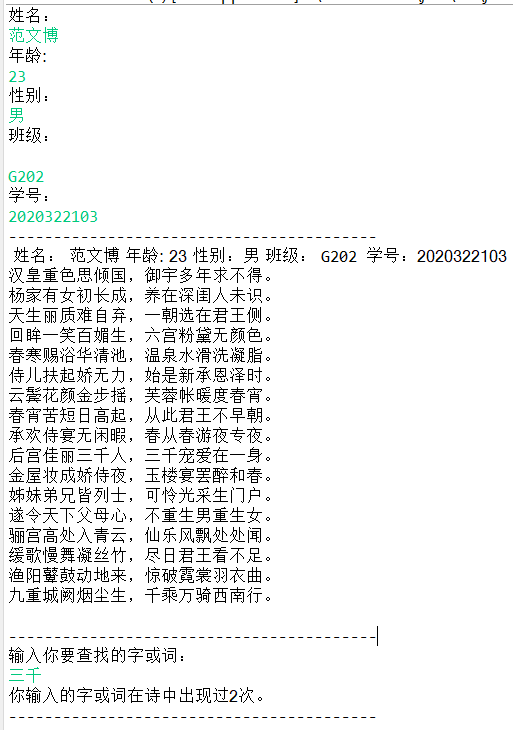 姓名：
范文博
年龄:
23
性别：
男
班级：
G202
学号：
2020322103
----------------------------------------
姓名： 范文博 年龄: 23 性别：男 班级： G202 学号：2020322103
汉皇重色思倾国，御宇多年求不得。
杨家有女初长成，养在深闺人未识。
天生丽质难自弃，一朝选在君王侧。
回眸一笑百媚生，六宫粉黛无颜色。
春寒赐浴华清池，温泉水滑洗凝脂。
侍儿扶起娇无力，始是新承恩泽时。
云鬓花颜金步摇，芙蓉帐暖度春宵。
春宵苦短日高起，从此君王不早朝。
承欢侍宴无闲暇，春从春游夜专夜。
后宫佳丽三千人，三千宠爱在一身。
金屋妆成娇侍夜，玉楼宴罢醉和春。
姊妹弟兄皆列士，可怜光采生门户。
遂令天下父母心，不重生男重生女。
骊宫高处入青云，仙乐风飘处处闻。
缓歌慢舞凝丝竹，尽日君王看不足。
渔阳鼙鼓动地来，惊破霓裳羽衣曲。
九重城阙烟尘生，千乘万骑西南行。
----------------------------------------
输入你要查找的字或词：
三千
你输入的字或词在诗中出现过2次。
----------------------------------------